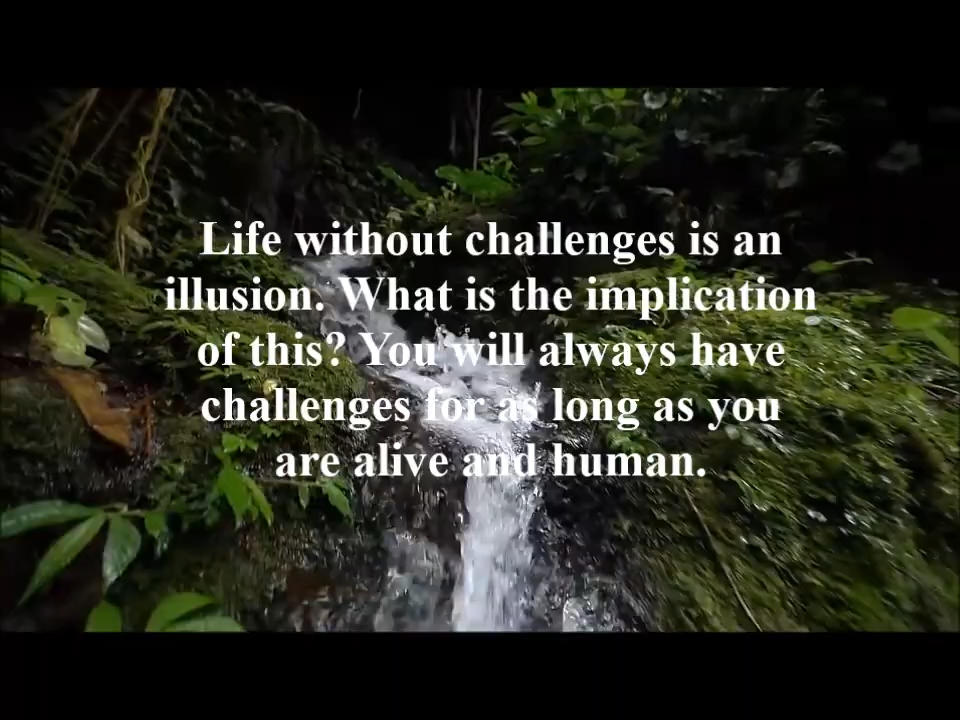 Life without challenges is an
illusion. What is the implication
of this? You will always have
challenges for as long as you
are alive and human.